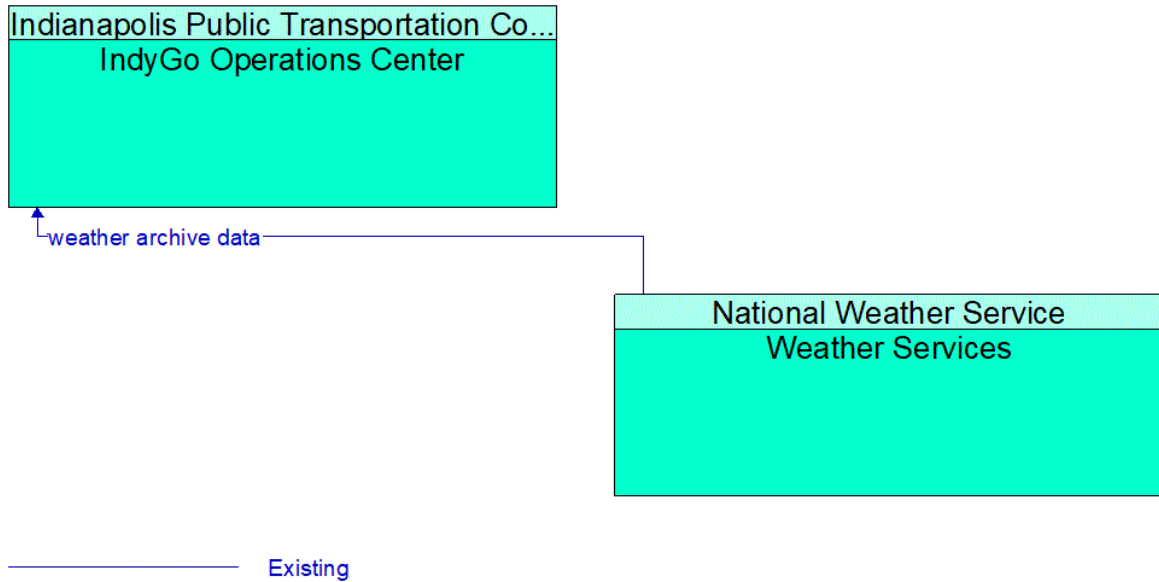 Indianapolis Public Transportation Co...
IndyGo Operations Center
weather archive data
National Weather Service
Weather Services
Existing